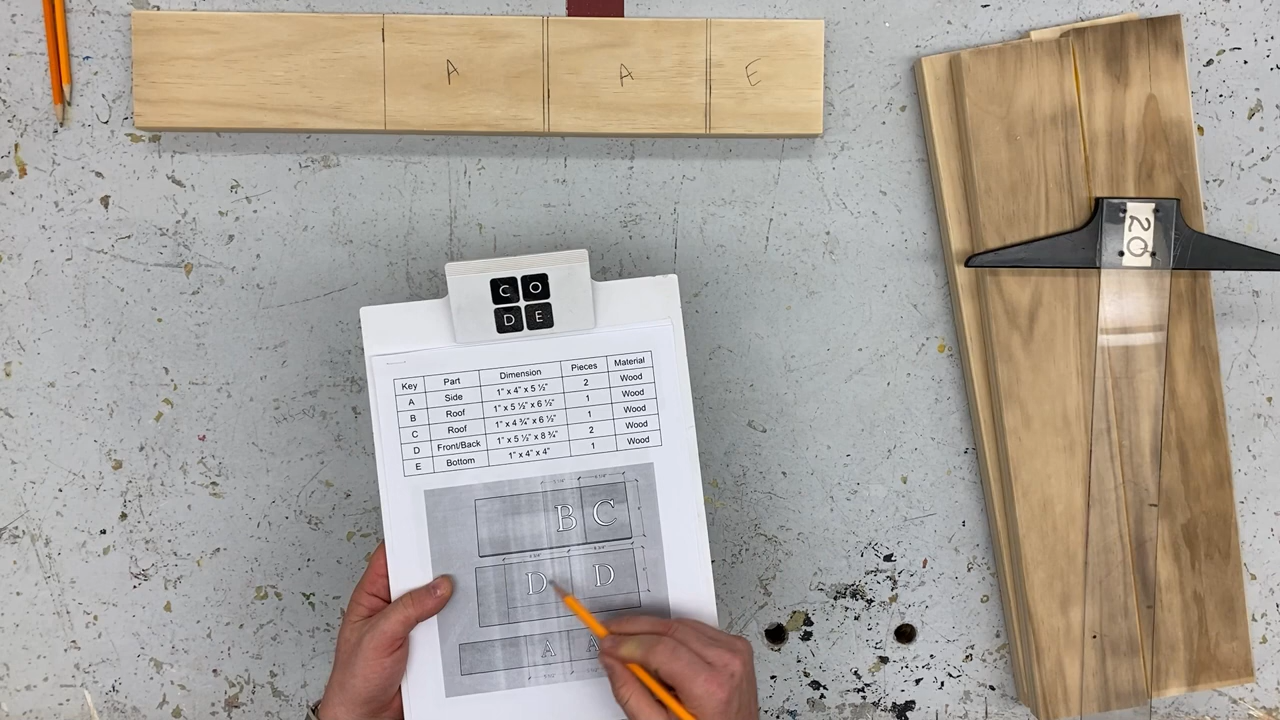 A A E
20
C O
D E
Key Part Dimension Pieces Material
A Side 1" x 4" x 5 ½" 2 Wood
B Roof 1" x 5 ½" x 6 ½" 1 Wood
C Roof 1" x 4 ¾" x 6 ½" 1 Wood
D Front/Back 1" x 5 ½" x 8 ¾" 2 Wood
E Bottom 1" x 4" x 4" 1 Wood
B C
D D
A A